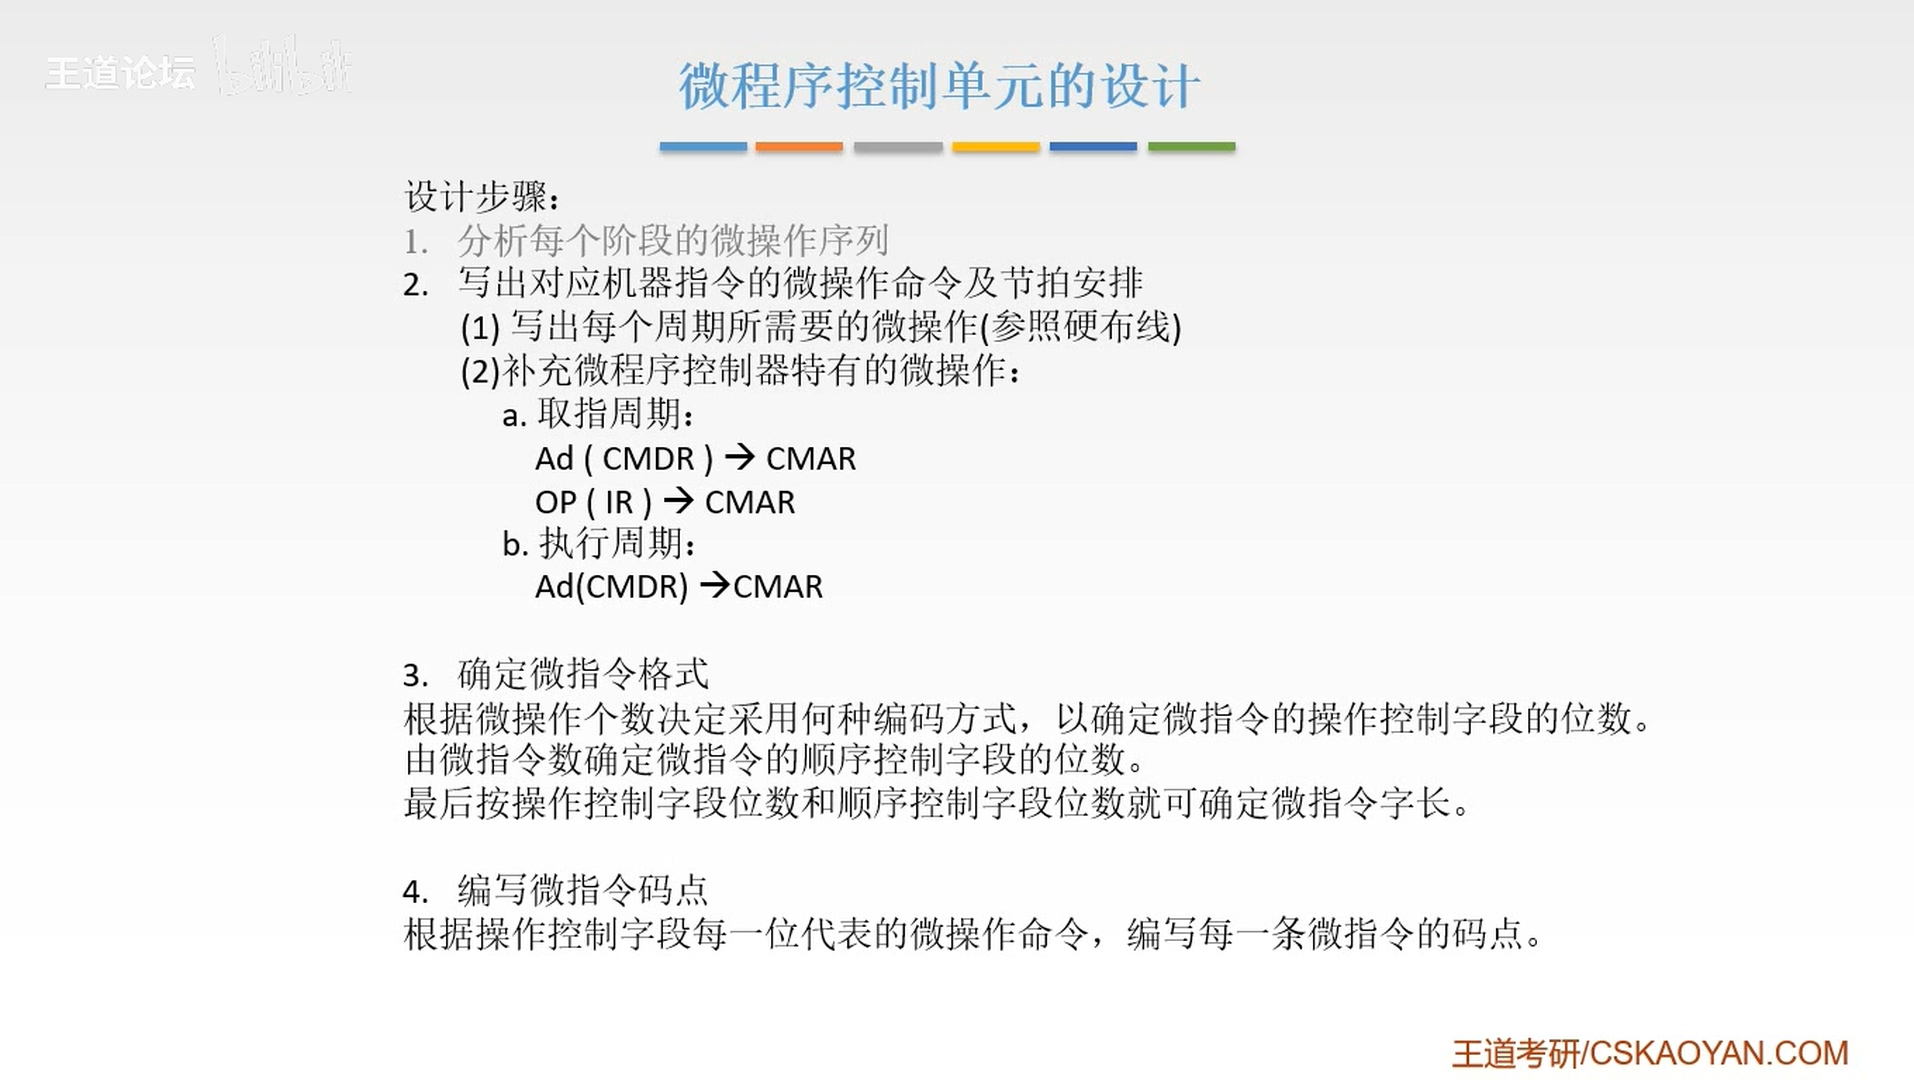 王道论坛 bilibili
微程序控制单元的设计
设计步骤：
1. 分析每个阶段的微操作序列
2. 写出对应机器指令的微操作命令及节拍安排
(1) 写出每个周期所需要的微操作(参照硬布线)
(2)补充微程序控制器特有的微操作：
a. 取指周期：
Ad ( CMDR ) → CMAR
OP ( IR ) → CMAR
b. 执行周期：
Ad(CMDR) →CMAR
3. 确定微指令格式
根据微操作个数决定采用何种编码方式，以确定微指令的操作控制字段的位数。
由微指令数确定微指令的顺序控制字段的位数。
最后按操作控制字段位数和顺序控制字段位数就可确定微指令字长。
4. 编写微指令码点
根据操作控制字段每一位代表的微操作命令，编写每一条微指令的码点。
王道考研/CSKAOYAN.COM